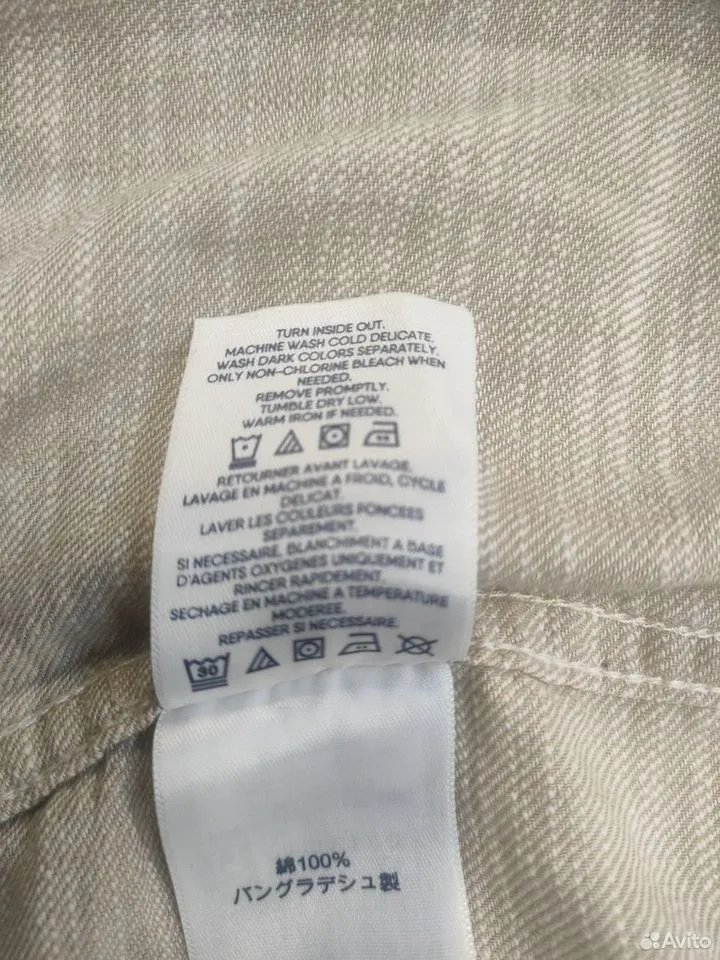 TURN INSIDE OUT.
MACHINE WASH COLD DELICATE.
WASH DARK COLORS SEPARATELY.
ONLY NON-CHLORINE BLEACH WHEN
NEEDED.
REMOVE PROMPTLY.
TUMBLE DRY LOW.
WARM IRON IF NEEDED.
RETOURNER AVANT LAVAGE.
LAVAGE EN MACHINE A FROID, CYCLE
DELICAT.
LAVER LES COULEURS FONCEES
SEPAREMENT.
SI NECESSAIRE, BLANCHIMENT A BASE
D'AGENTS OXYGENES UNIQUEMENT ET
RINCER RAPIDEMENT.
SECHAGE EN MACHINE A TEMPERATURE
MODEREE.
REPASSER SI NECESSAIRE.
30
綿100%
バングラデシュ製
Avito